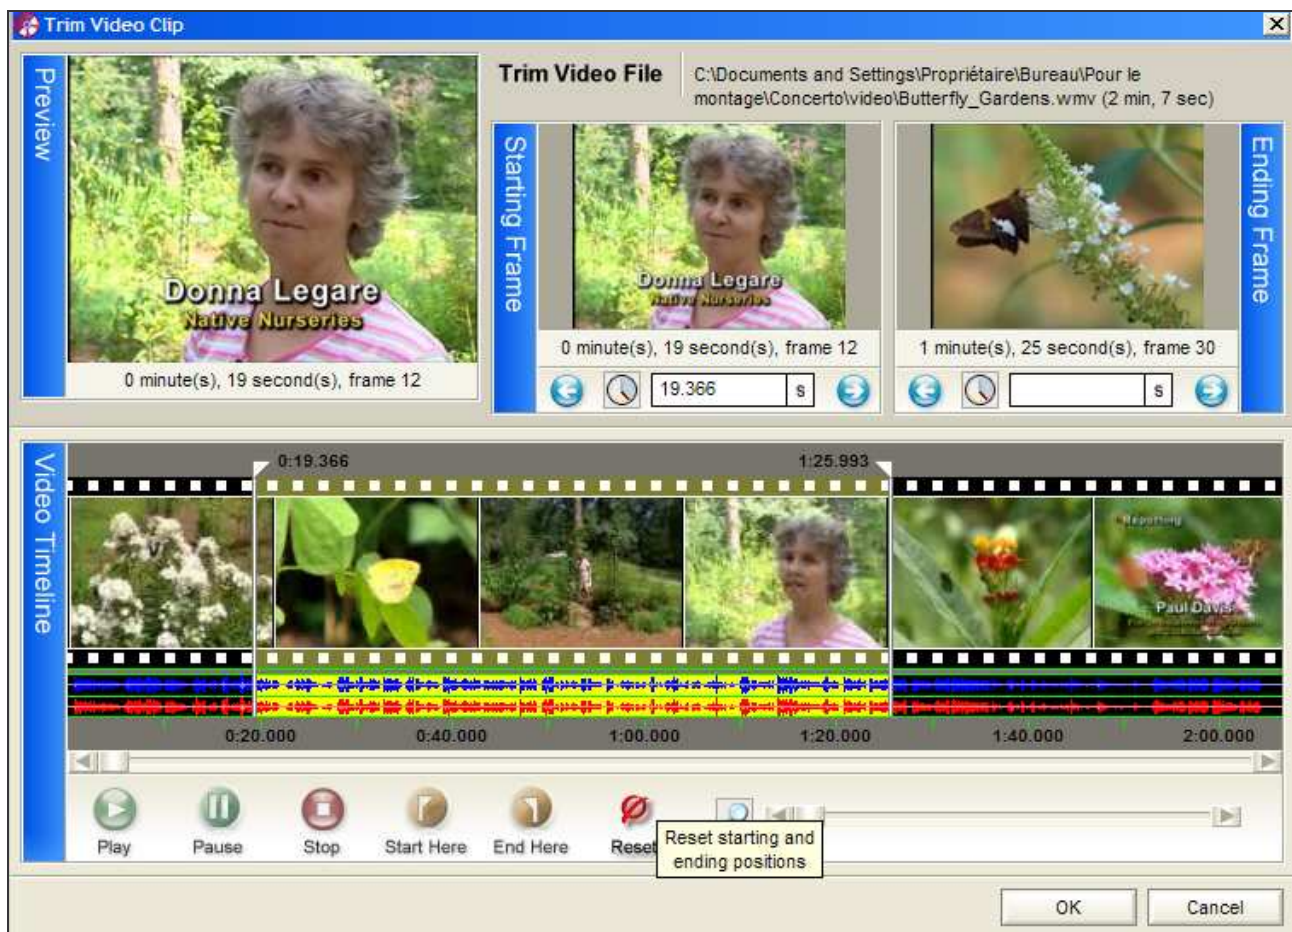 Trim Video Clip
Preview
Donna Legare
Native Nurseries
0 minute(s), 19 second(s), frame 12
Trim Video File
C:\Documents and Settings\Propriétaire\Bureau\Pour le
montage\Concerto\video\Butterfly_Gardens.wmv (2 min, 7 sec)
Starting Frame
Donna Legare
Native Nurseries
0 minute(s), 19 second(s), frame 12
19.366 s
1 minute(s), 25 second(s), frame 30
s
Ending Frame
Video Timeline
0:19.366 1:25.993
Reporting
Paul Davis
0:20.000 0:40.000 1:00.000 1:20.000 1:40.000 2:00.000
Play Pause Stop Start Here End Here Reset
Reset starting and
ending positions
OK Cancel